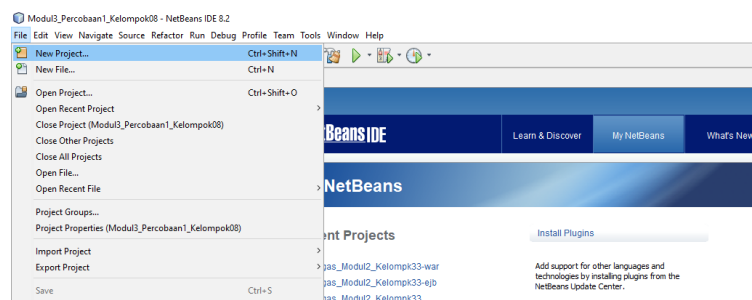 Modul3_Percobaan1_Kelompok08 - NetBeans IDE 8.2
File Edit View Navigate Source Refactor Run Debug Profile Team Tools Window Help
New Project... Ctrl+Shift+N
New File... Ctrl+N
Open Project... Ctrl+Shift+O
Open Recent Project
Close Project (Modul3_Percobaan1_Kelompok08)
Close Other Projects
Close All Projects
Open File...
Open Recent File
Project Groups...
Project Properties (Modul3_Percobaan1_Kelompok08)
Import Project
Export Project
Save Ctrl+S
tBeans IDE
Learn & Discover
My NetBeans
What's New
NetBeans
ent Projects
Install Plugins
gas_Modul2_Kelompk33-war
gas_Modul2_Kelompk33-ejb
gas_Modul2_Kelompk33
Add support for other languages and
technologies by installing plugins from the
NetBeans Update Center.